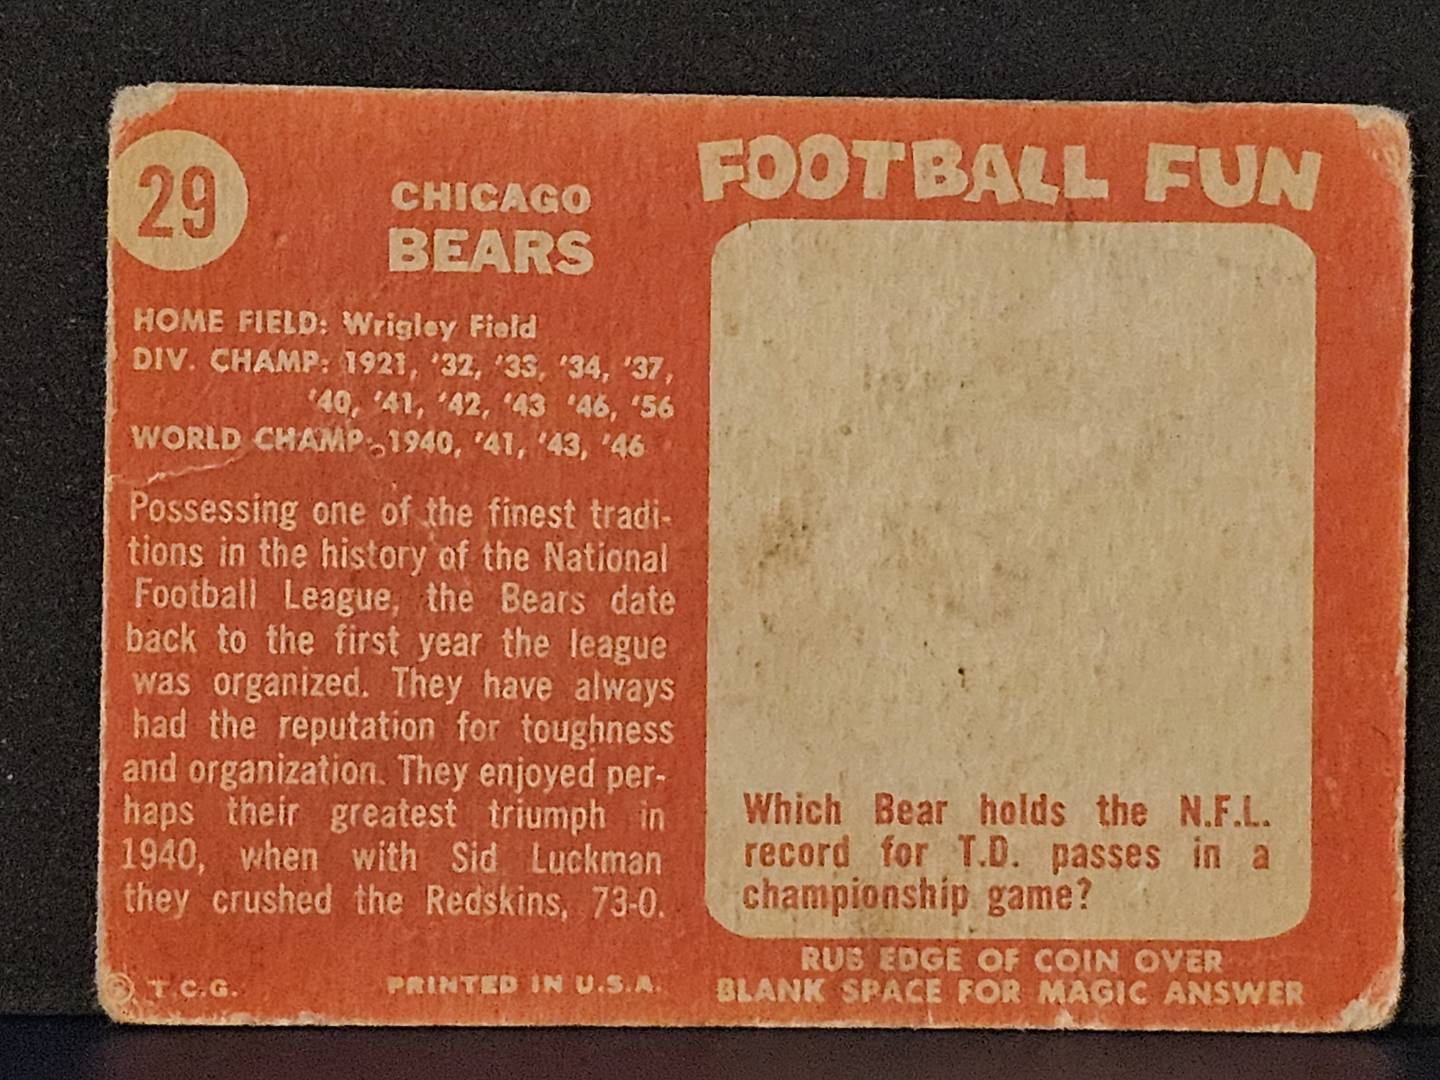 29
CHICAGO
BEARS
HOME FIELD: Wrigley Field
DIV. CHAMP: 1921, '32, '33, '34, '37,
'40, '41, '42, '43 '46, '56
WORLD CHAMP: 1940, '41, '43, '46
Possessing one of the finest tradi-
tions in the history of the National
Football League, the Bears date
back to the first year the league
was organized. They have always
had the reputation for toughness
and organization. They enjoyed per-
haps their greatest triumph in
1940, when with Sid Luckman
they crushed the Redskins, 73-0.
© T.C.G. PRINTED IN U.S.A.
FOOTBALL FUN
Which Bear holds the N.F.L.
record for T.D. passes in a
championship game?
RUB EDGE OF COIN OVER
BLANK SPACE FOR MAGIC ANSWER